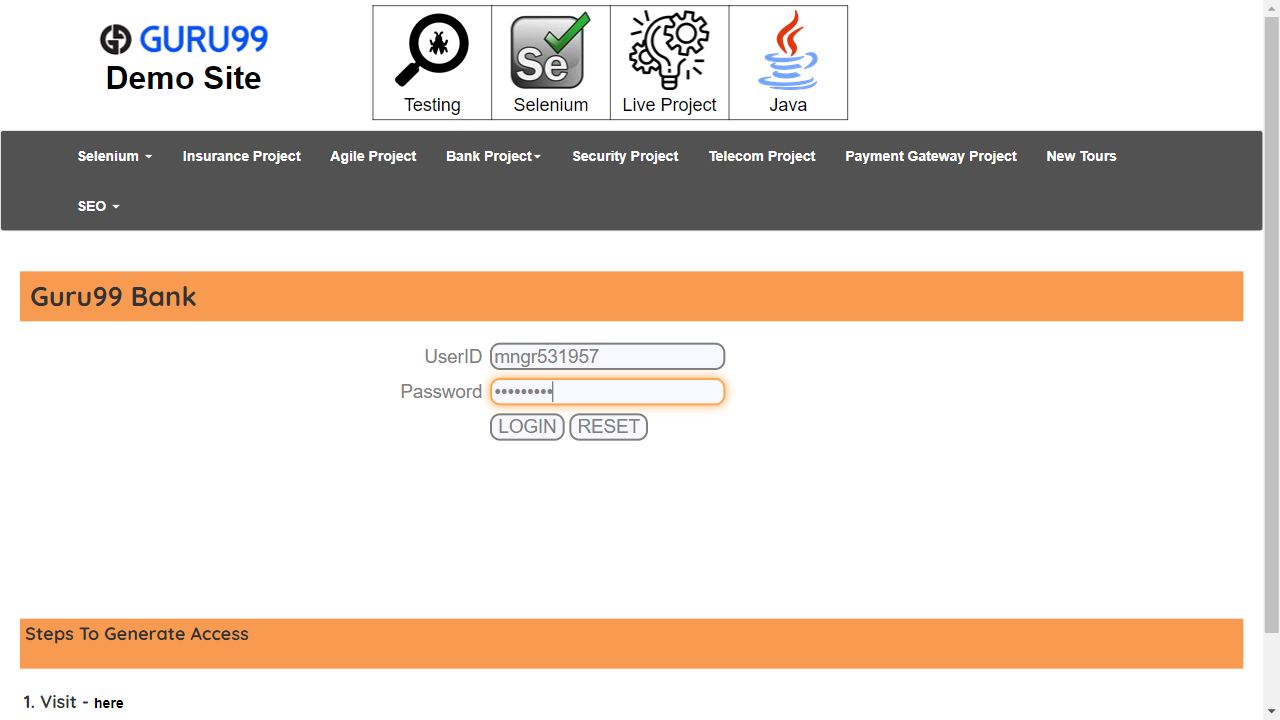 GURU99
Demo Site
Testing
Selenium
Live Project
Java
Selenium
Insurance Project
Agile Project
Bank Project
Security Project
Telecom Project
Payment Gateway Project
New Tours
SEO
Guru99 Bank
UserID mngr531957
Password •••••••••
LOGIN RESET
Steps To Generate Access
1. Visit - here